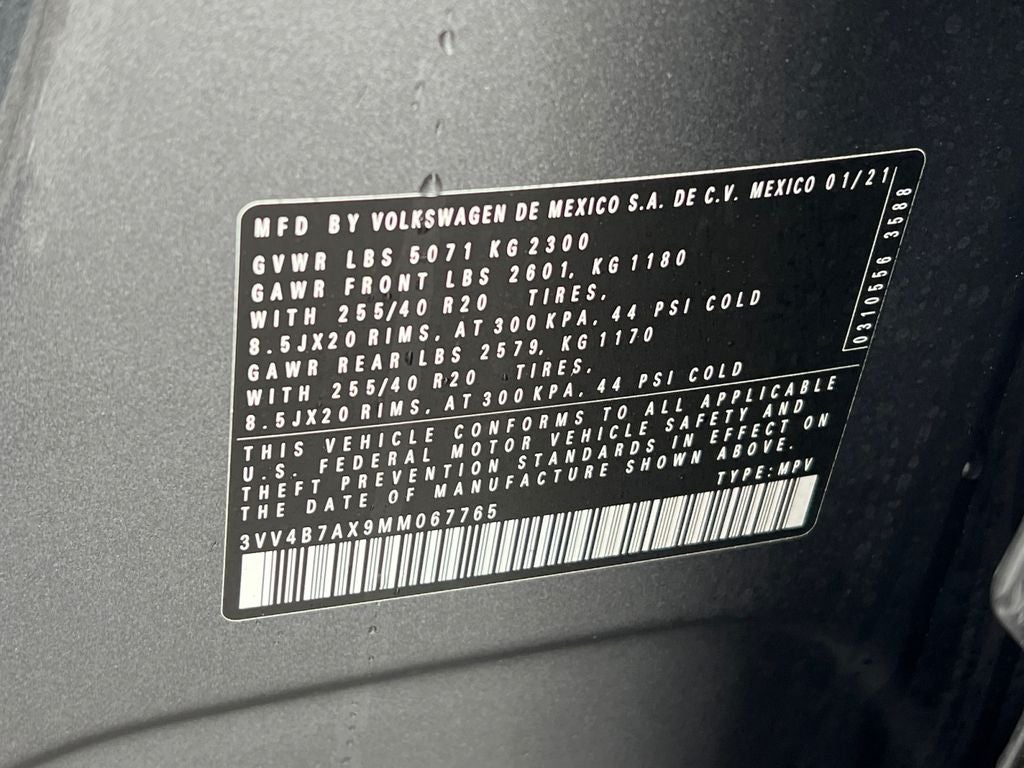 MFD BY VOLKSWAGEN DE MEXICO S.A. DE C.V. MEXICO 01/21
GVWR LBS 5071 KG 2300
GAWR FRONT LBS 2601, KG 1180
WITH 255/40 R20 TIRES,
8.5JX20 RIMS, AT 300 KPA, 44 PSI COLD
GAWR REAR LBS 2579, KG 1170
WITH 255/40 R20 TIRES,
8.5JX20 RIMS, AT 300 KPA, 44 PSI COLD
0310556 3588
THIS VEHICLE CONFORMS TO ALL APPLICABLE
U.S. FEDERAL MOTOR VEHICLE SAFETY AND
THEFT PREVENTION STANDARDS IN EFFECT ON
THE DATE OF MANUFACTURE SHOWN ABOVE.
TYPE: MPV
3VV4B7AX9MM067765